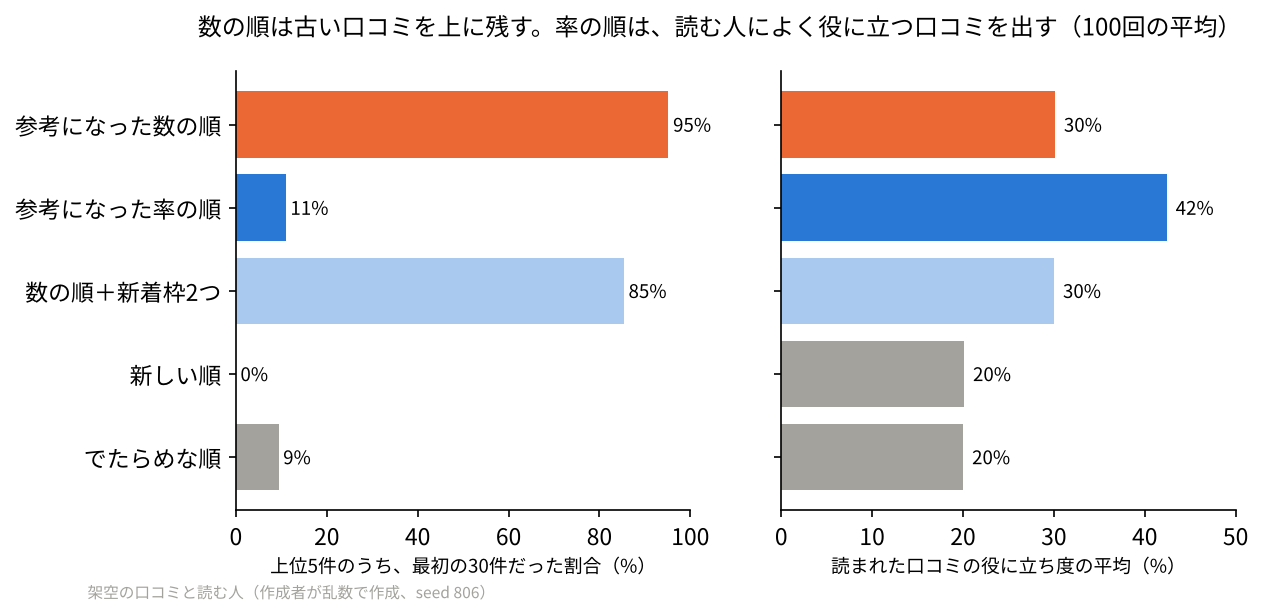 数の順は古い口コミを上に残す。率の順は、読む人によく役に立つ口コミを出す（100回の平均）
参考になった数の順
95%
30%
参考になった率の順
11%
42%
数の順＋新着枠2つ
85%
30%
新しい順
0%
20%
でたらめな順
9%
20%
0 20 40 60 80 100
0 10 20 30 40 50
上位5件のうち、最初の30件だった割合（%）
読まれた口コミの役に立ち度の平均（%）
架空の口コミと読む人（作成者が乱数で作成、seed 806）